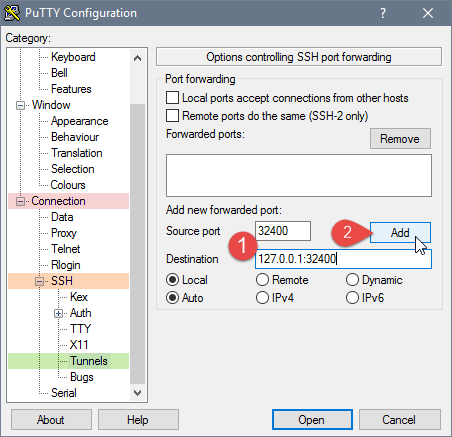 PuTTY Configuration
?
Category:
Keyboard
Bell
Features
Window
Appearance
Behaviour
Translation
Selection
Colours
Connection
Data
Proxy
Telnet
Rlogin
SSH
Kex
Auth
TTY
X11
Tunnels
Bugs
Serial
Options controlling SSH port forwarding
Port forwarding
Local ports accept connections from other hosts
Remote ports do the same (SSH-2 only)
Forwarded ports: Remove
Add new forwarded port:
Source port 32400 2 Add
1
Destination 127.0.0.1:32400
Local Remote Dynamic
Auto IPv4 IPv6
About Help Open Cancel